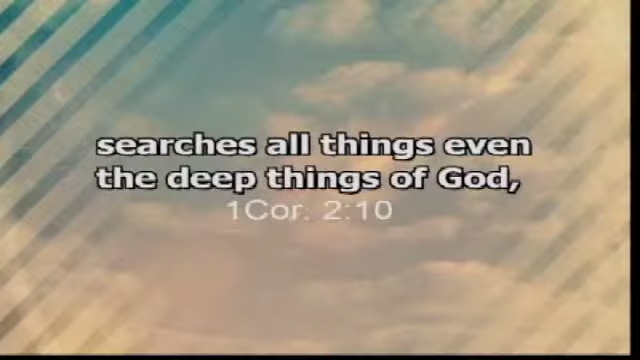 searches all things even
the deep things of God,
1Cor. 2:10